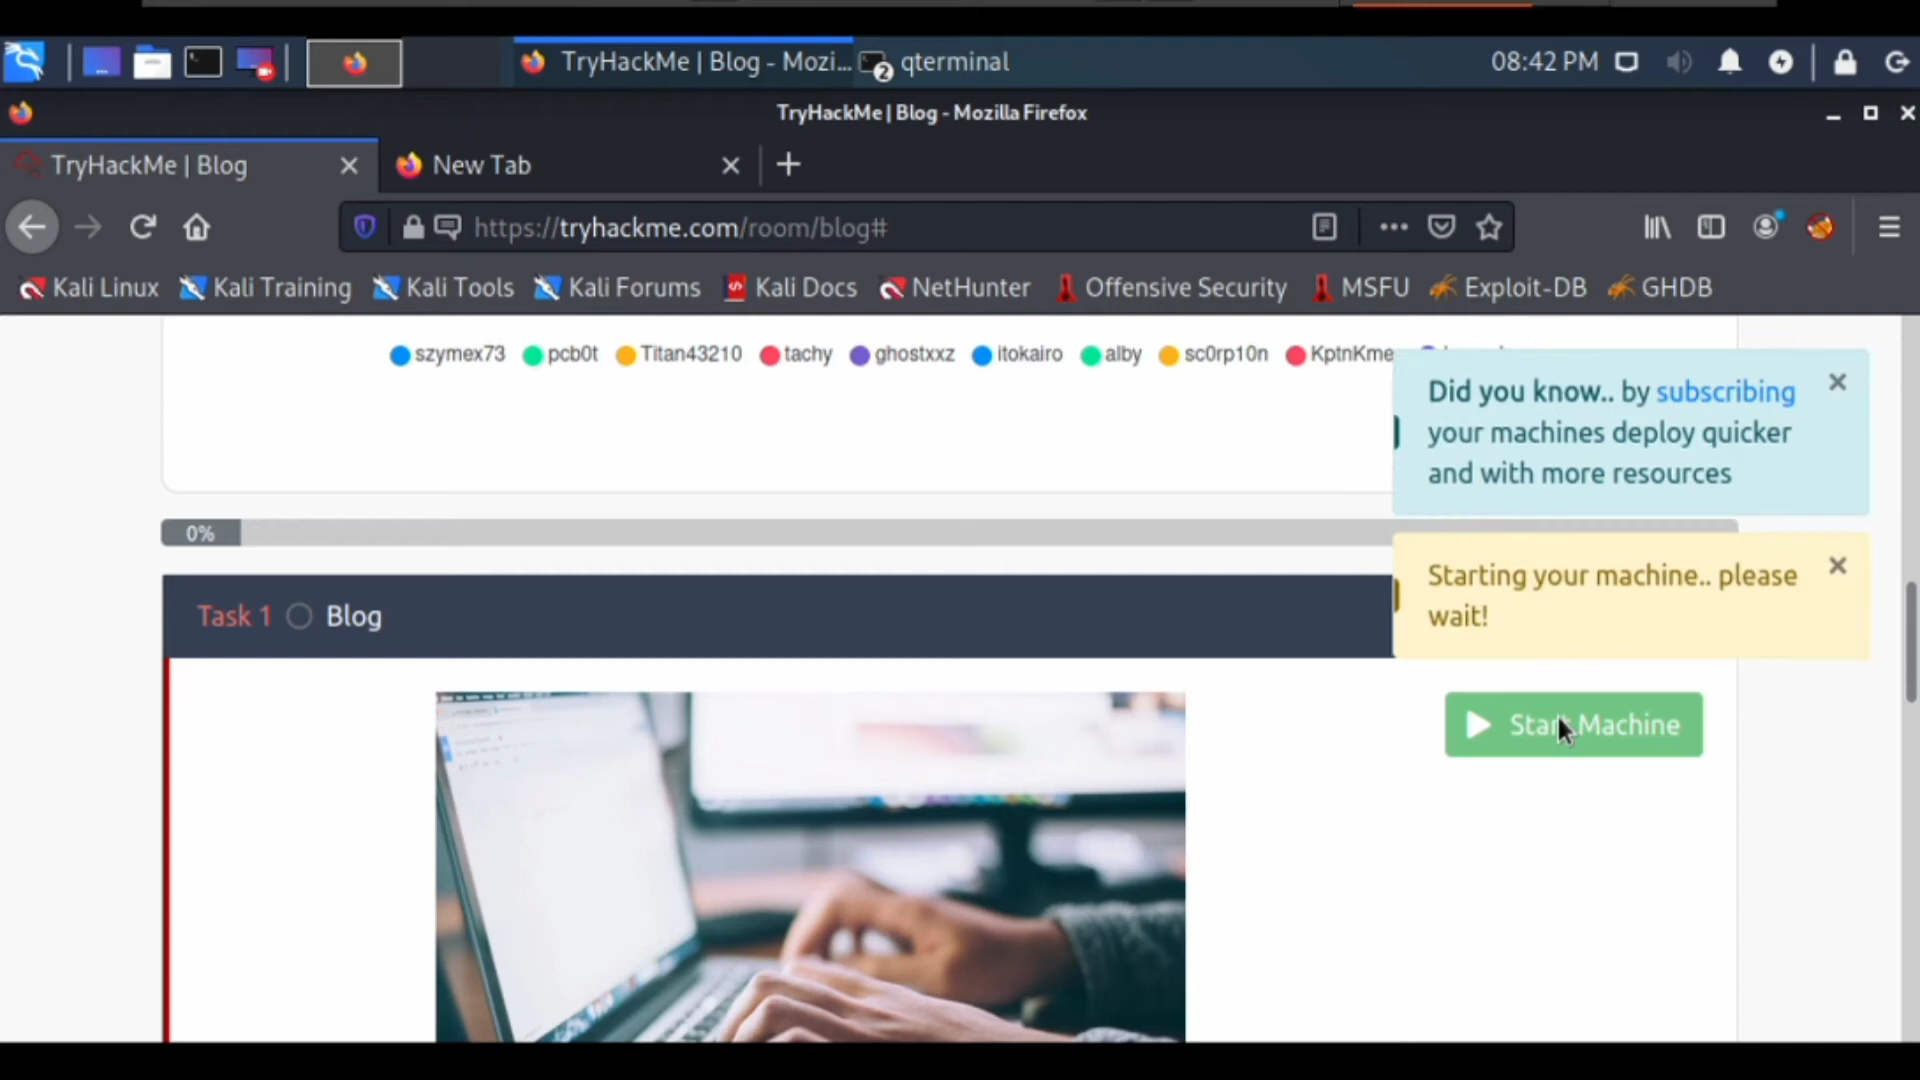 TryHackMe | Blog - Mozi...
2
qterminal
08:42 PM
TryHackMe | Blog - Mozilla Firefox
TryHackMe | Blog
New Tab
https://tryhackme.com/room/blog#
Kali Linux
Kali Training
Kali Tools
Kali Forums
Kali Docs
NetHunter
Offensive Security
MSFU
Exploit-DB
GHDB
szymex73
pcb0t
Titan43210
tachy
ghostxxz
itokairo
alby
sc0rp10n
KptnKme
Did you know.. by subscribing
your machines deploy quicker
and with more resources
0%
Starting your machine.. please
wait!
Task 1
Blog
Start Machine